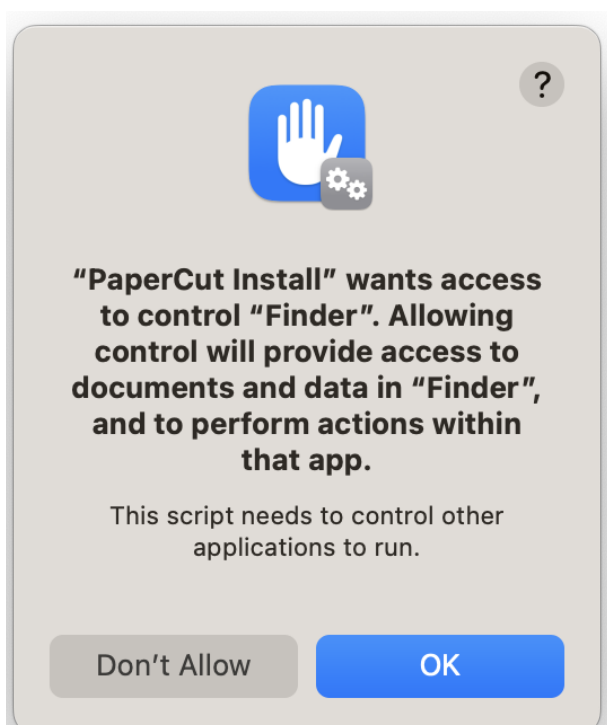 ?
“PaperCut Install” wants access
to control “Finder”. Allowing
control will provide access to
documents and data in “Finder”,
and to perform actions within
that app.
This script needs to control other
applications to run.
Don’t Allow
OK